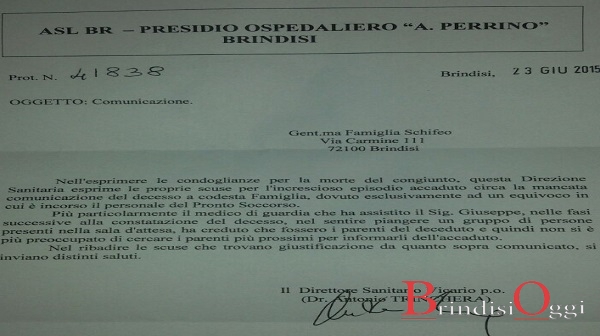 ASL BR – PRESIDIO OSPEDALIERO "A. PERRINO"
BRINDISI
Prot. N. 41838
Brindisi, 23 GIU 2015
OGGETTO: Comunicazione.
Gent.ma Famiglia Schifeo
Via Carmine 111
72100 Brindisi
Nell'esprimere le condoglianze per la morte del congiunto, questa Direzione
Sanitaria esprime le proprie scuse per l'increscioso episodio accaduto circa la mancata
comunicazione del decesso a codesta Famiglia, dovuto esclusivamente ad un equivoco in
cui è incorso il personale del Pronto Soccorso.
Più particolarmente il medico di guardia che ha assistito il Sig. Giuseppe, nelle fasi
successive alla constatazione del decesso, nel sentire piangere un gruppo di persone
presenti nella sala d'attesa, ha creduto che fossero i parenti del deceduto e quindi non si è
più preoccupato di cercare i parenti più prossimi per informarli dell'accaduto.
Nel ribadire le scuse che trovano giustificazione da quanto sopra comunicato, si
inviano distinti saluti.
Il Direttore Sanitario Vicario p.o.
(Dr. Antonio
BrindisiOggi